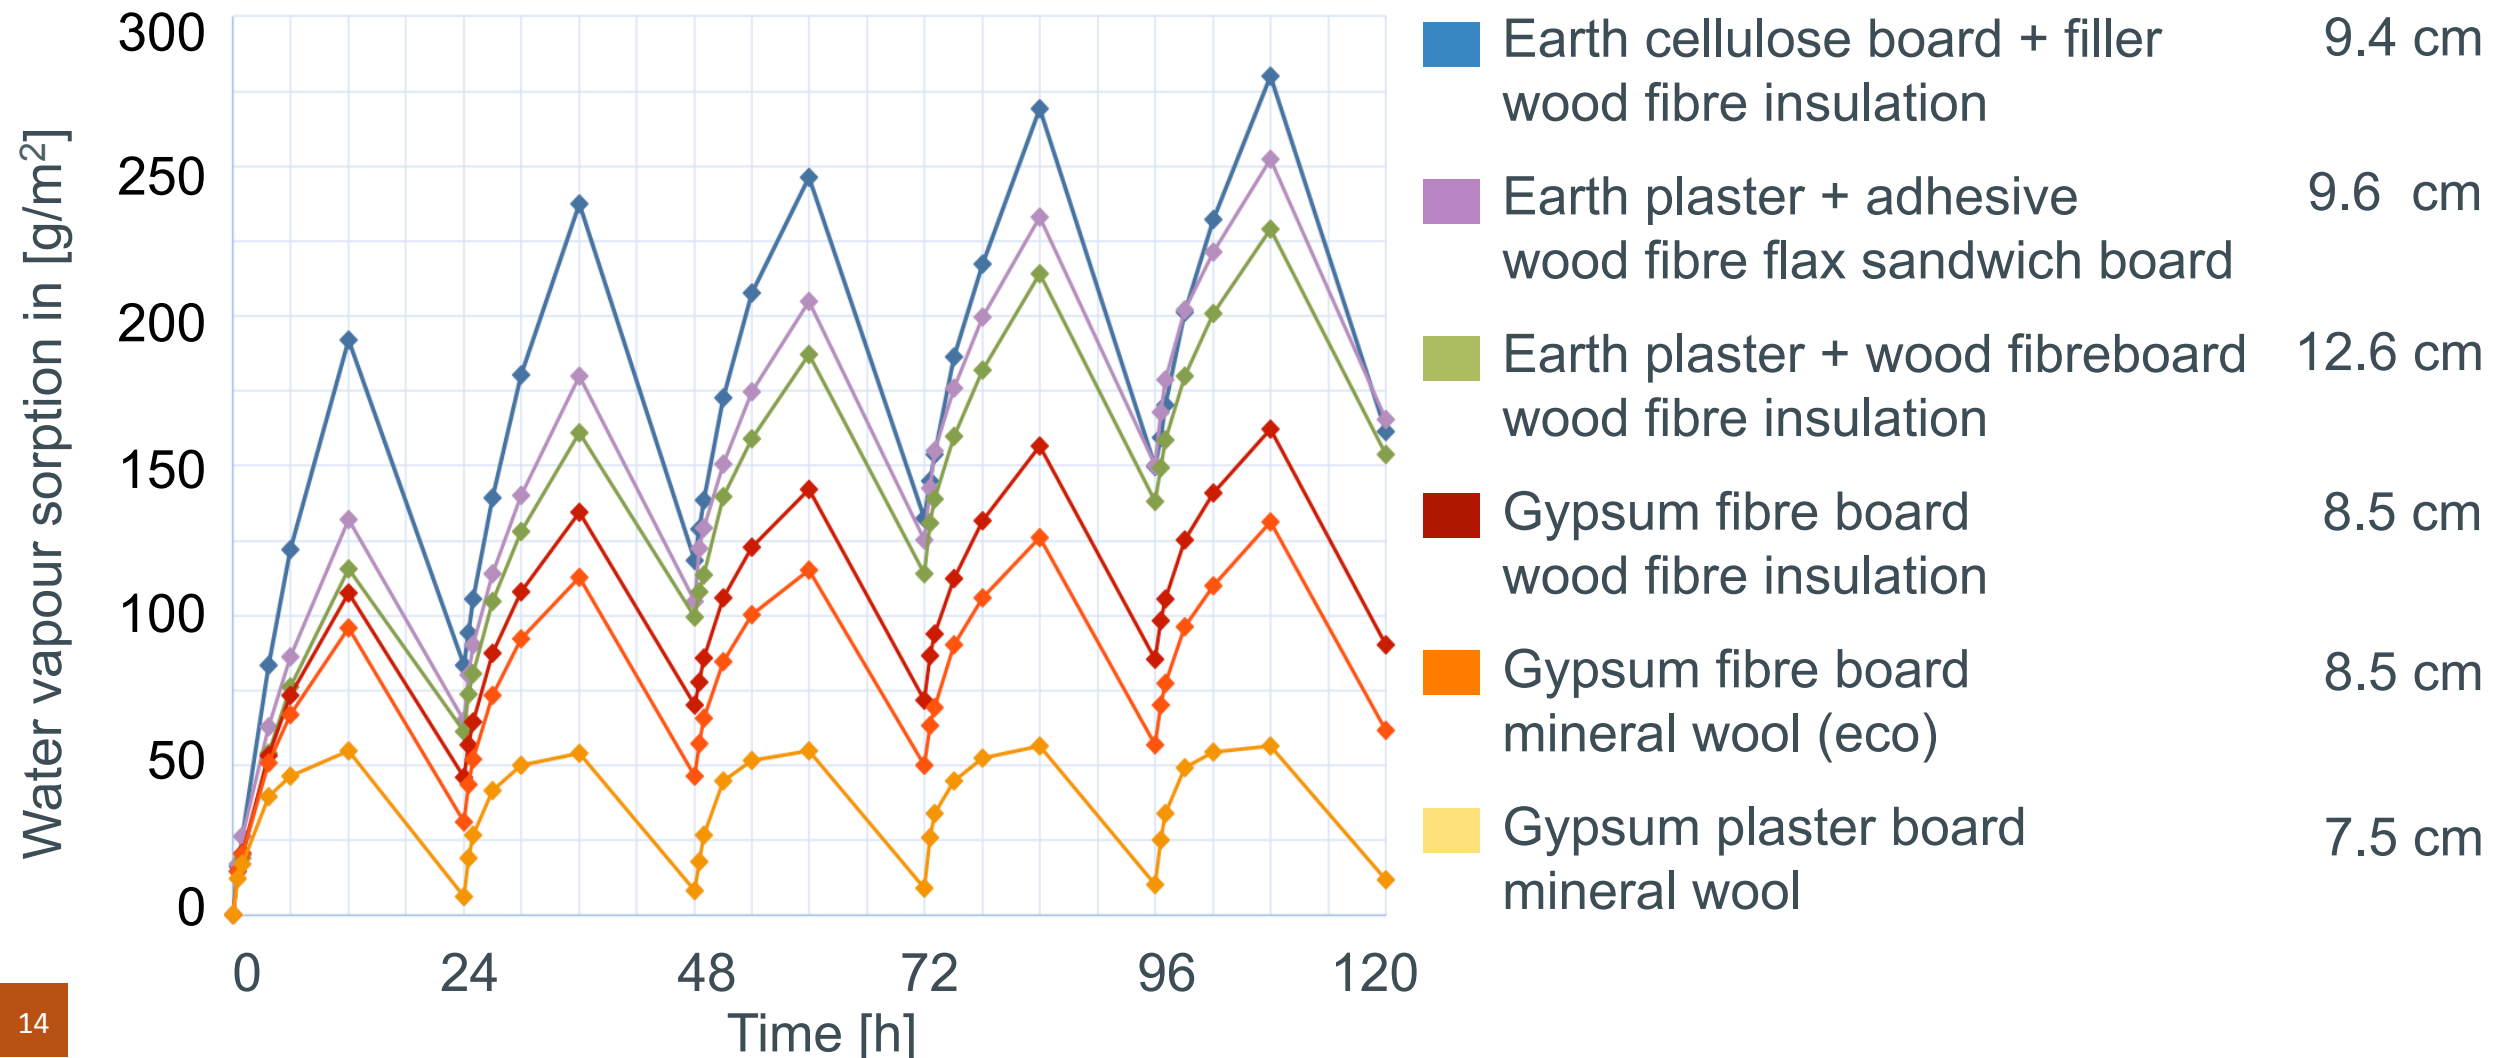 Water vapour sorption in [g/m²]
300
250
200
150
100
50
0
0 24 48 72 96 120
Time [h]
Earth cellulose board + filler 9.4 cm
wood fibre insulation
Earth plaster + adhesive 9.6 cm
wood fibre flax sandwich board
Earth plaster + wood fibreboard 12.6 cm
wood fibre insulation
Gypsum fibre board 8.5 cm
wood fibre insulation
Gypsum fibre board 8.5 cm
mineral wool (eco)
Gypsum plaster board 7.5 cm
mineral wool
14